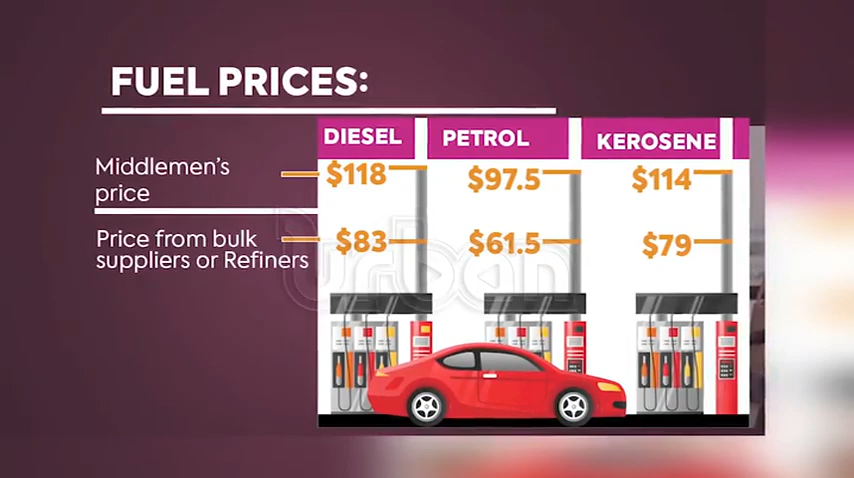 FUEL PRICES:
DIESEL PETROL KEROSENE
Middlemen's
price
$118 $97.5 $114
Price from bulk
suppliers or Refiners
$83 $61.5 $79
urban